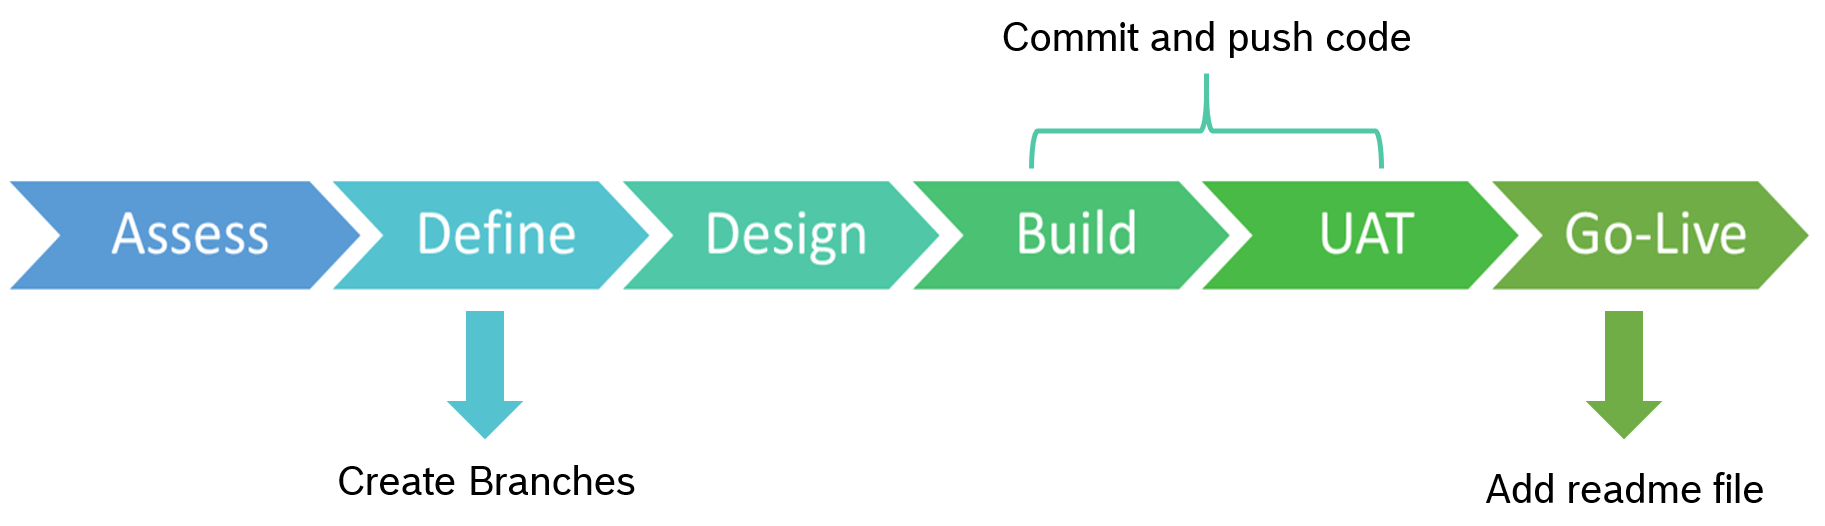 Commit and push code
Assess
Define
Design
Build
UAT
Go-Live
Create Branches
Add readme file